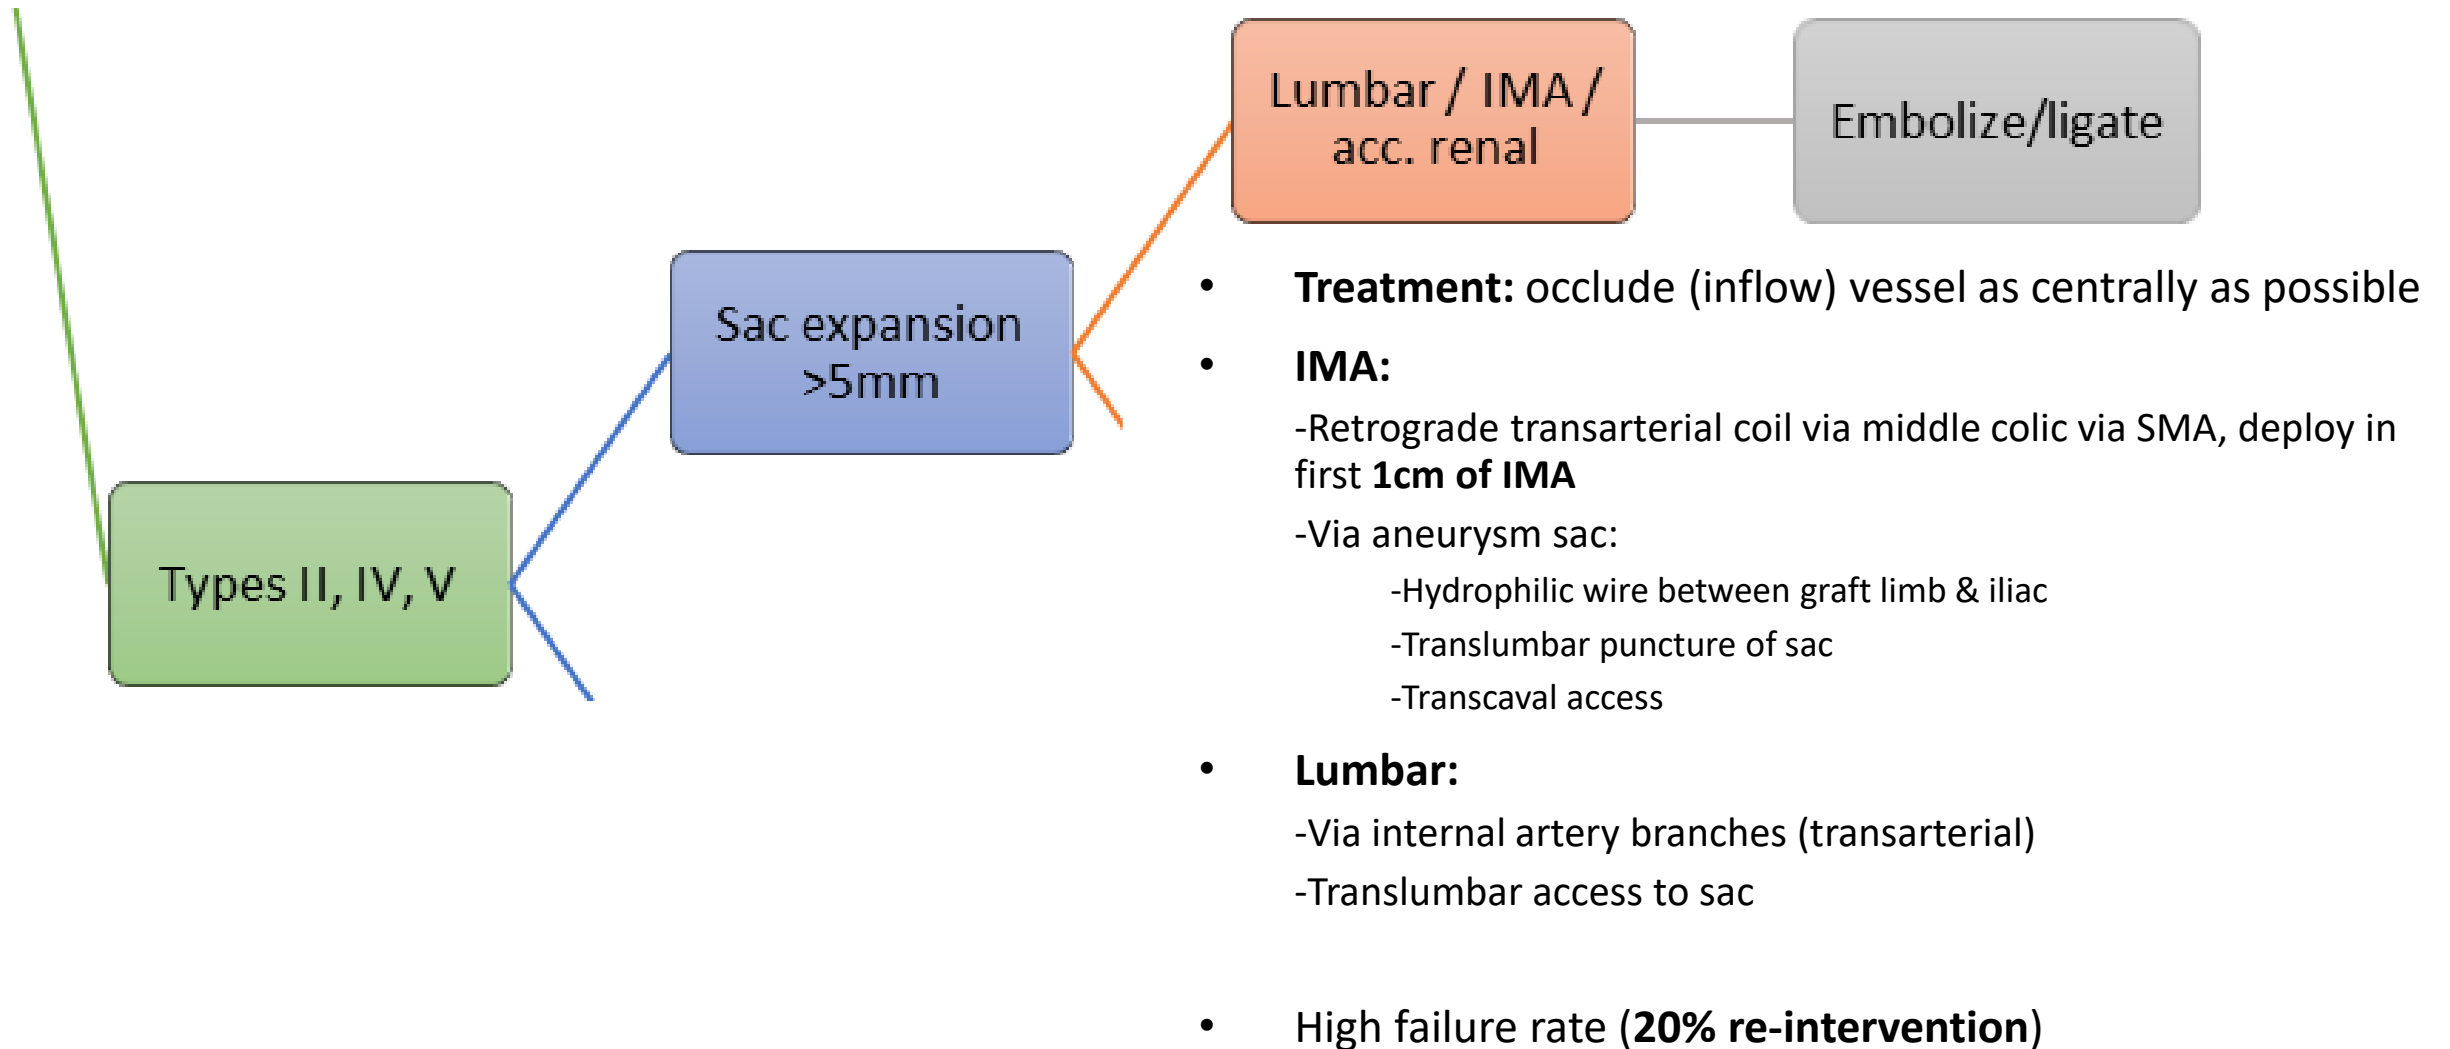 Lumbar / IMA /
acc. renal
Embolize/ligate
Sac expansion
>5mm
Types II, IV, V
• Treatment: occlude (inflow) vessel as centrally as possible
• IMA:
-Retrograde transarterial coil via middle colic via SMA, deploy in
first 1cm of IMA
-Via aneurysm sac:
-Hydrophilic wire between graft limb & iliac
-Translumbar puncture of sac
-Transcaval access
• Lumbar:
-Via internal artery branches (transarterial)
-Translumbar access to sac
• High failure rate (20% re-intervention)